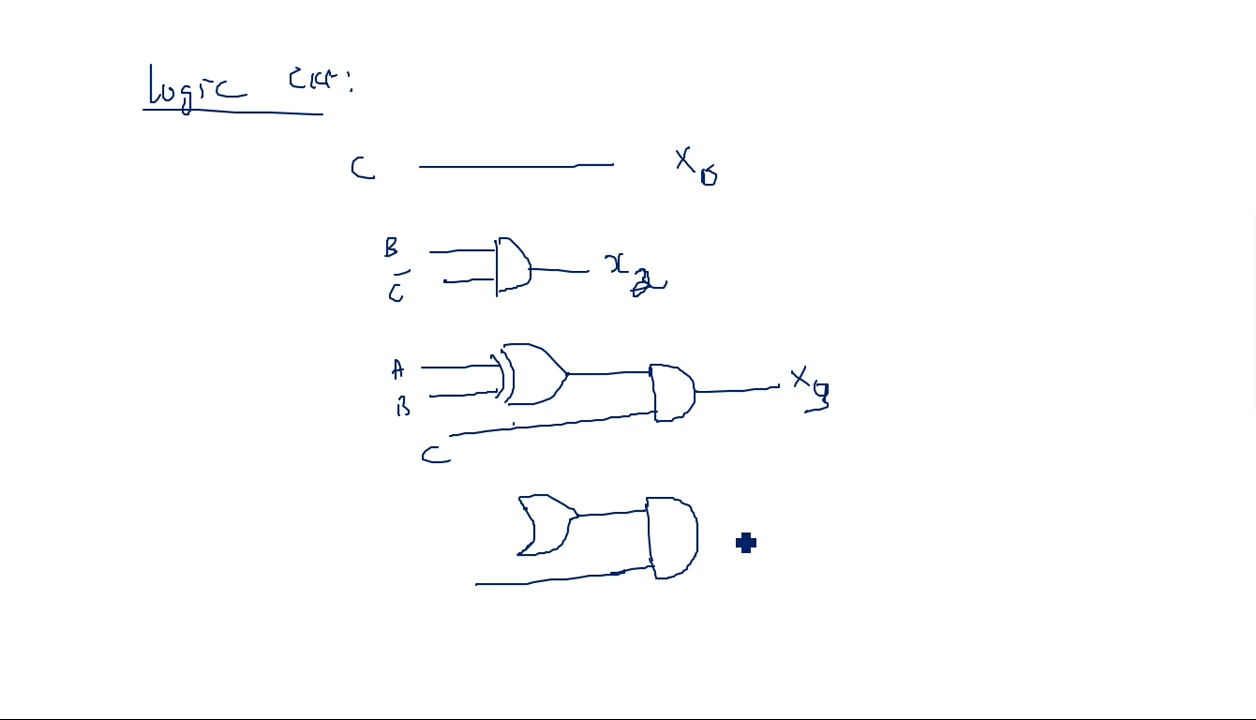 Logic CKT:
C X0
B
C̅ x2
A
B X3
C